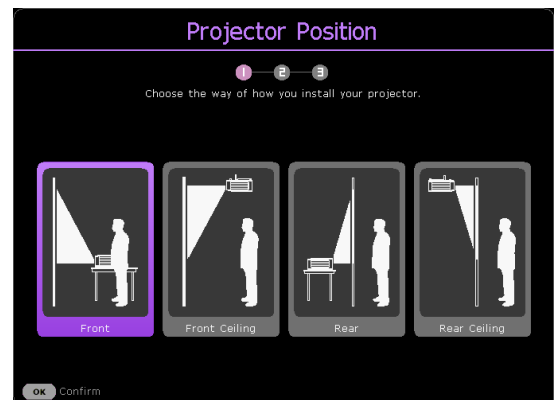 Projector Position
1 2 3
Choose the way of how you install your projector.
Front
Front Ceiling
Rear
Rear Ceiling
OK Confirm